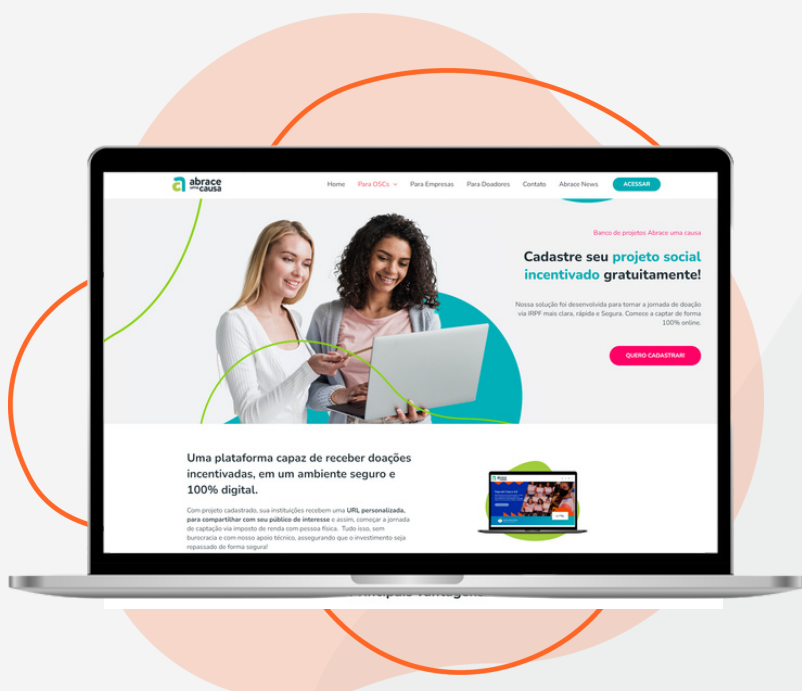 abrace
uma causa
Home Para OSCs Para Empresas Para Doadores Contato Abrace News ACESSAR
Banco de projetos Abrace uma causa
Cadastre seu projeto social
incentivado gratuitamente!
Nossa solução foi desenvolvida para tornar a jornada de doação
via IRPF mais clara, rápida e Segura. Comece a captar de forma
100% online.
QUERO CADASTRAR!
Uma plataforma capaz de receber doações
incentivadas, em um ambiente seguro e
100% digital.
Com projeto cadastrado, sua instituições recebem uma URL personalizada,
para compartilhar com seu público de interesse e assim, começar a jornada
de captação via imposto de renda com pessoa física. Tudo isso, sem
burocracia e com nosso apoio técnico, assegurando que o investimento seja
repassado de forma segura!